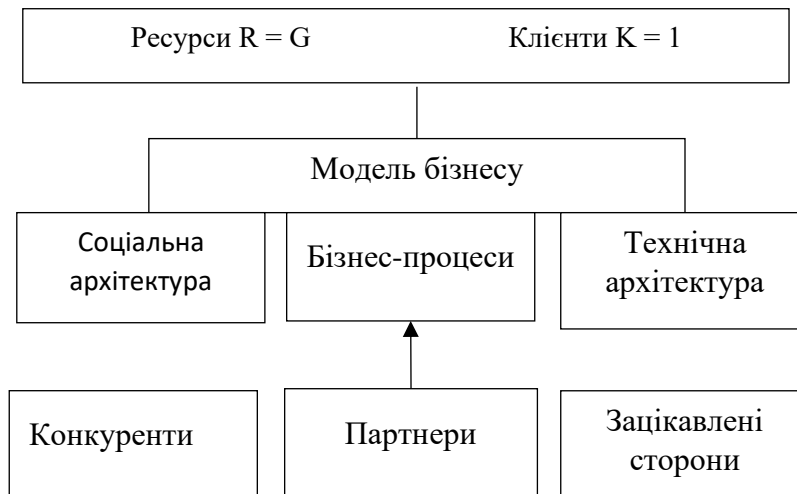 Ресурси R = G Клієнти K = 1
Модель бізнесу
Соціальна
архітектура
Бізнес-процеси
Технічна
архітектура
Конкуренти
Партнери
Зацікавлені
сторони